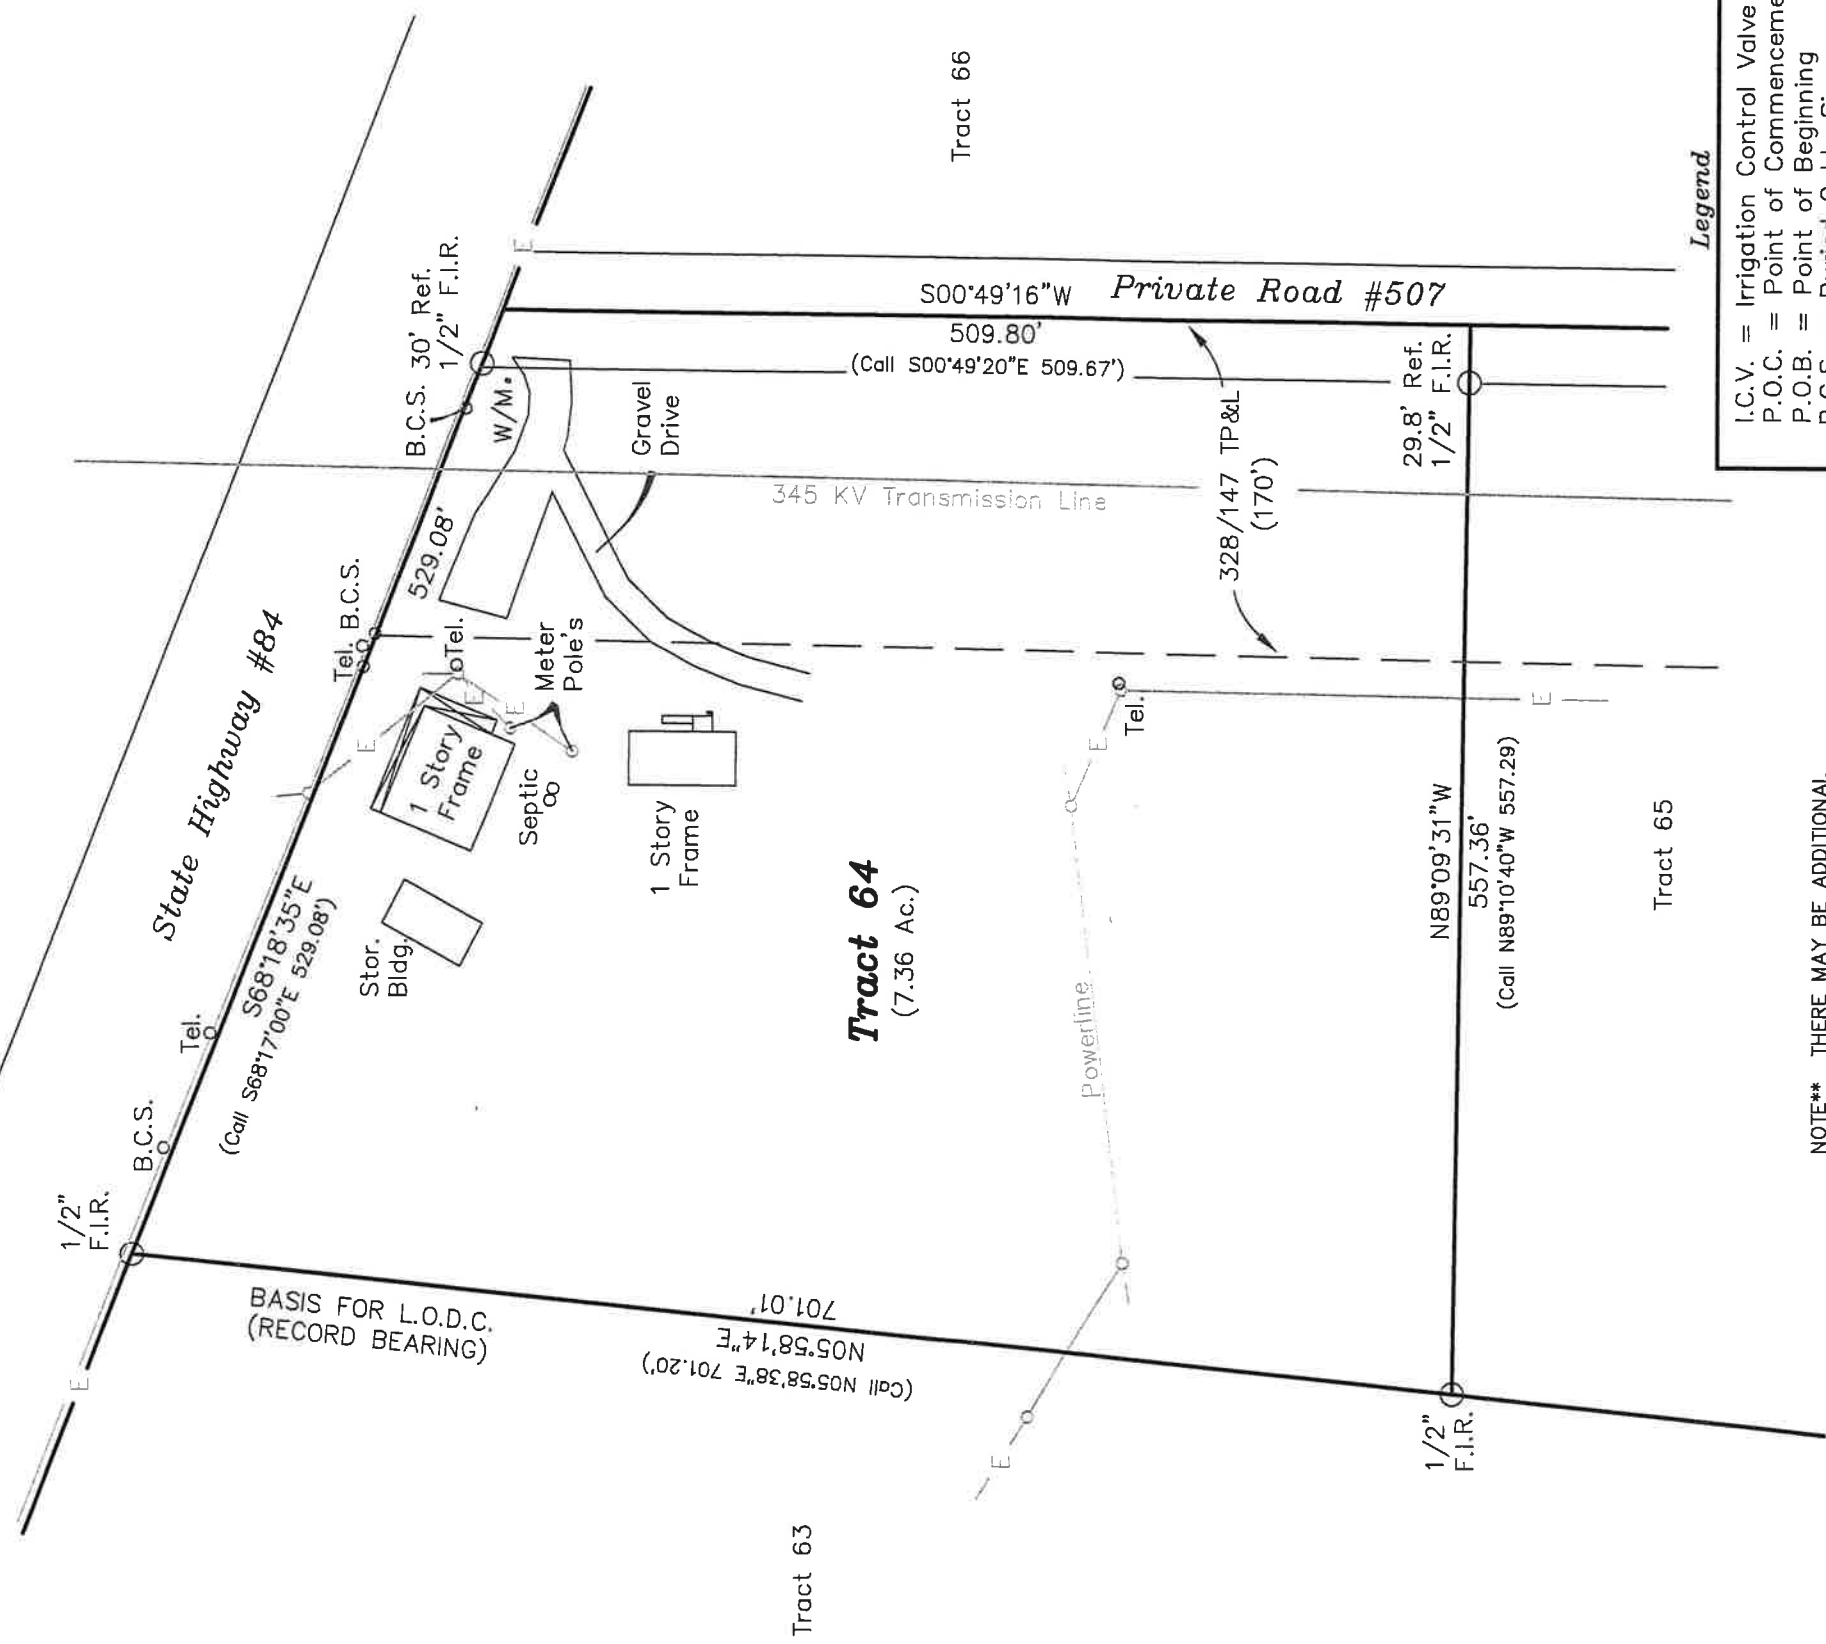 State Highway #84
1/2"
F.I.R.
B.C.S.
Tel.
S68°18'35"E
(Call S68°17'00"E 529.08')
E
Tel.
B.C.S.
529.08'
B.C.S.
30' Ref.
1/2" F.I.R.
E
W/M.
Gravel
Drive
E
Tel.
E
E
Meter
Pole's
1 Story
Frame
Septic
Stor.
Bldg.
1 Story
Frame
Tract 66
S00°49'16"W
Private Road #507
509.80'
(Call S00°49'20"E 509.67')
345 KV Transmission Line
328/147 TP&L
(170')
29.8' Ref.
1/2" F.I.R.
Tract 64
(7.36 Ac.)
Powerline
E
Tel.
E
E
BASIS FOR L.O.D.C.
(RECORD BEARING)
701.01'
N05°58'14"E
(Call N05°58'38"E 701.20')
E
Tract 63
1/2"
F.I.R.
N89°09'31"W
557.36'
(Call N89°10'40"W 557.29)
Tract 65
Legend
I.C.V. = Irrigation Control Valve
P.O.C. = Point of Commenceme
P.O.B. = Point of Beginning
NOTE** THERE MAY BE ADDITIONAL